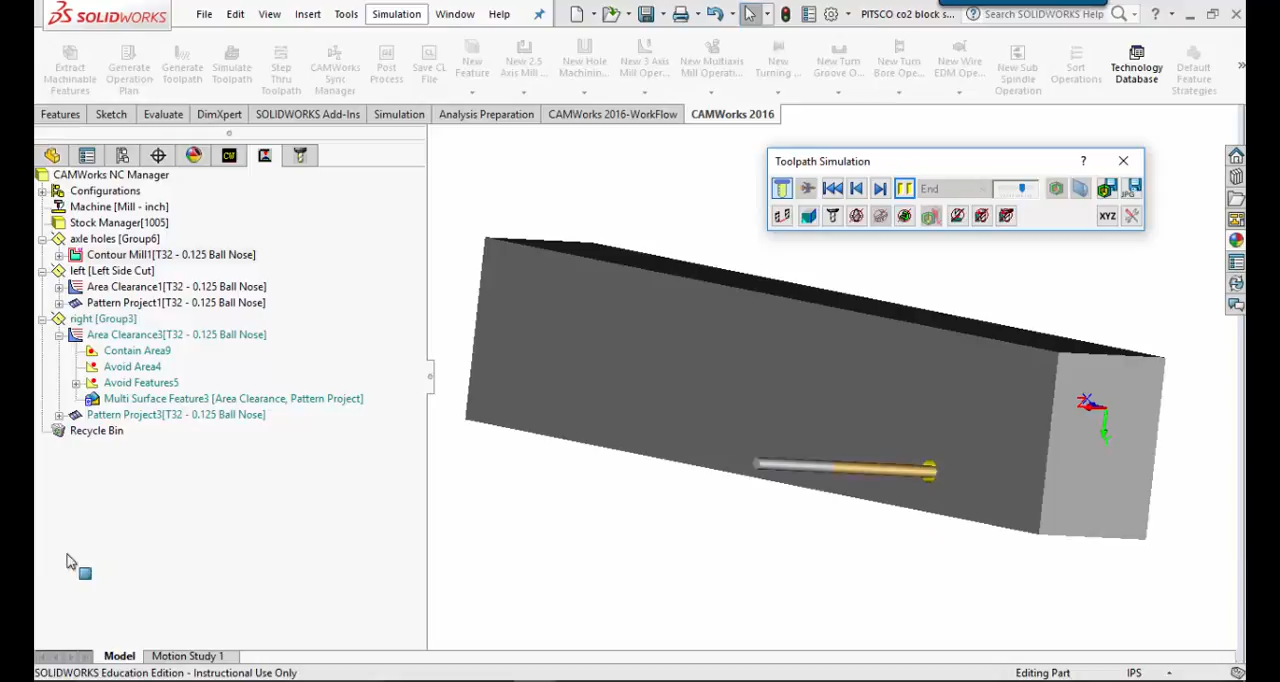 SOLIDWORKS File Edit View Insert Tools Simulation Window Help PITSCO co2 block s... Search SOLIDWORKS Help
Extract Machinable Features
Generate Operation Plan
Generate Toolpath
Simulate Toolpath
Step Thru Toolpath
CAMWorks Sync Manager
Post Process
Save CL File
New Feature
New 2.5 Axis Mill ...
New Hole Machinin...
New 3 Axis Mill Oper...
New Multiaxis Mill Operati...
New Turning ...
New Turn Groove O...
New Turn Bore Ope...
New Wire EDM Ope...
New Sub Spindle Operation
Sort Operations
Technology Database
Default Feature Strategies
Features Sketch Evaluate DimXpert SOLIDWORKS Add-Ins Simulation Analysis Preparation CAMWorks 2016-WorkFlow CAMWorks 2016
CAMWorks NC Manager
Configurations
Machine [Mill - inch]
Stock Manager[1005]
axle holes [Group6]
Contour Mill1[T32 - 0.125 Ball Nose]
left [Left Side Cut]
Area Clearance1[T32 - 0.125 Ball Nose]
Pattern Project1[T32 - 0.125 Ball Nose]
right [Group3]
Area Clearance3[T32 - 0.125 Ball Nose]
Contain Area9
Avoid Area4
Avoid Features5
Multi Surface Feature3 [Area Clearance, Pattern Project]
Pattern Project3[T32 - 0.125 Ball Nose]
Recycle Bin
Toolpath Simulation ?
End
JPG
XYZ
Model Motion Study 1
SOLIDWORKS Education Edition - Instructional Use Only Editing Part IPS